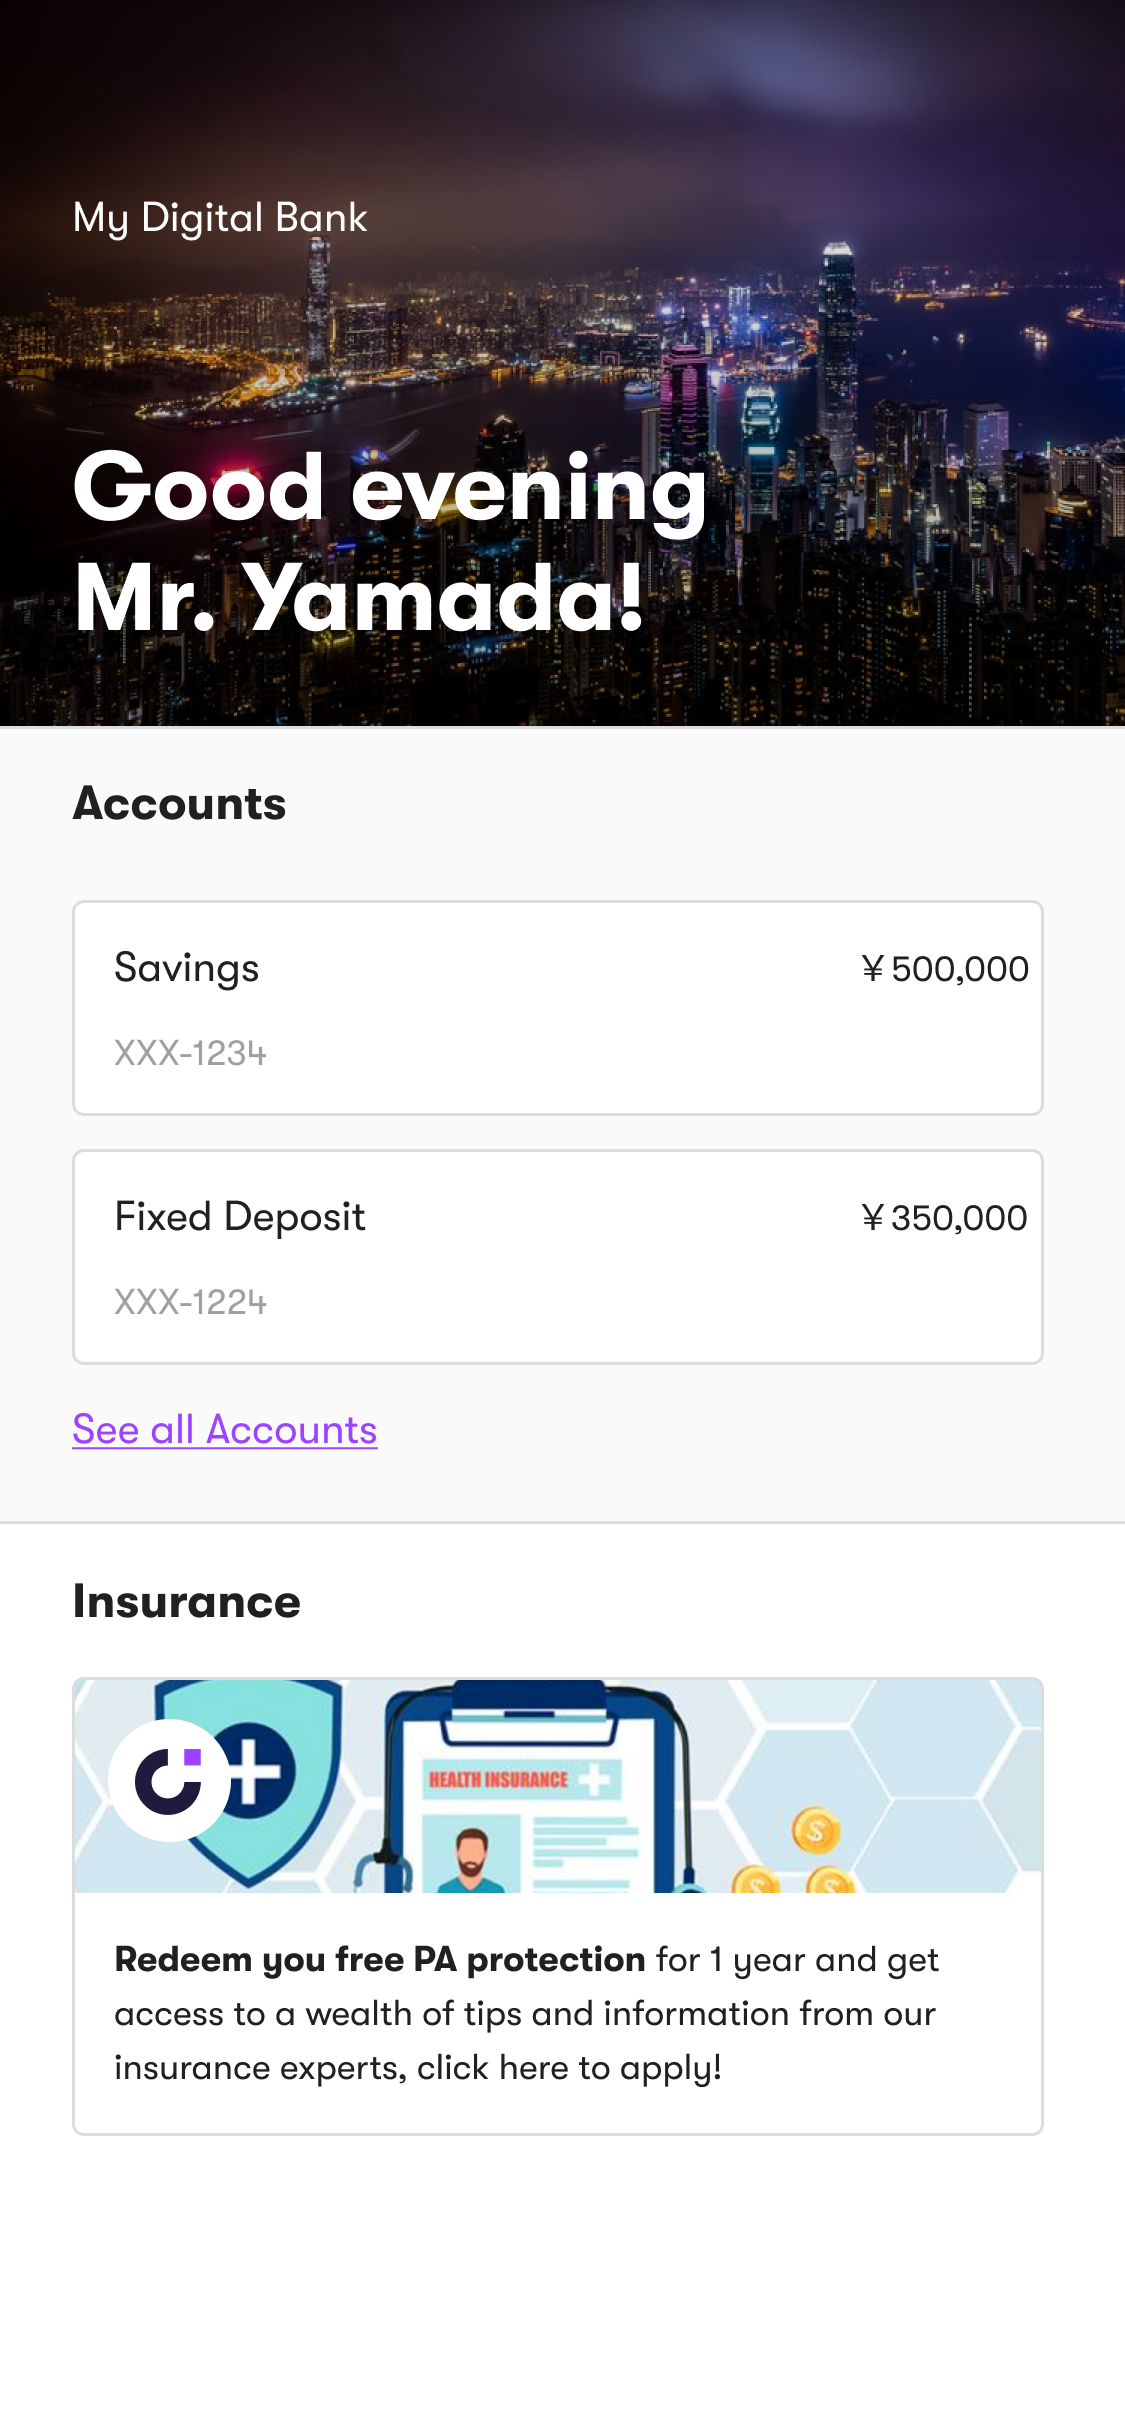 My Digital Bank
Good evening
Mr. Yamada!
Accounts
Savings
¥500,000
XXX-1234
Fixed Deposit
¥350,000
XXX-1224
See all Accounts
Insurance
HEALTH INSURANCE
Redeem you free PA protection for 1 year and get
access to a wealth of tips and information from our
insurance experts, click here to apply!